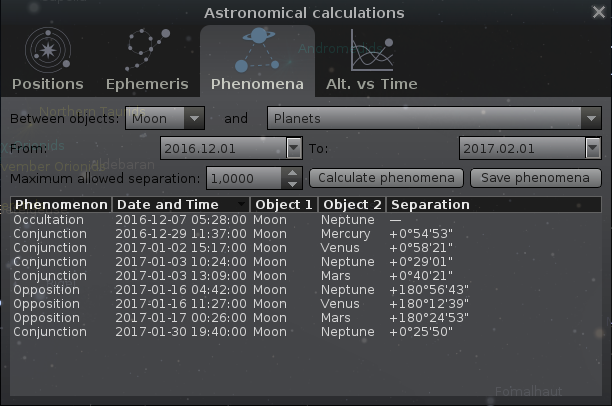 Astronomical calculations
Andromedids
Positions Ephemeris Phenomena Alt. vs Time
Northern Taurids
Between objects: Moon and Planets
From: 2016.12.01 To: 2017.02.01
vember Orionids
Aldebaran
Maximum allowed separation: 1,0000 Calculate phenomena Save phenomena
Phenomenon Date and Time Object 1 Object 2 Separation
Occultation 2016-12-07 05:28:00 Moon Neptune —
Conjunction 2016-12-29 11:37:00 Moon Mercury +0°54'53"
Conjunction 2017-01-02 15:17:00 Moon Venus +0°58'21"
Conjunction 2017-01-03 10:24:00 Moon Neptune +0°29'01"
Conjunction 2017-01-03 13:09:00 Moon Mars +0°40'21"
Opposition 2017-01-16 04:42:00 Moon Neptune +180°56'43"
Opposition 2017-01-16 11:27:00 Moon Venus +180°12'39"
Opposition 2017-01-17 00:26:00 Moon Mars +180°24'53"
Conjunction 2017-01-30 19:40:00 Moon Neptune +0°25'50"
Fomalhaut